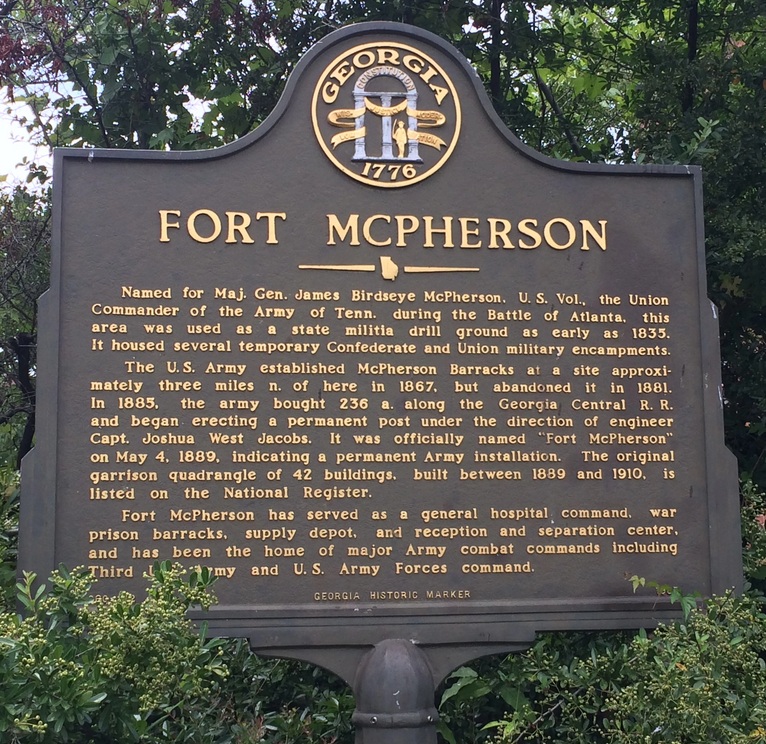 GEORGIA
CONSTITUTION
1776
FORT MCPHERSON
Named for Maj. Gen. James Birdseye McPherson, U.S. Vol., the Union
Commander of the Army of Tenn. during the Battle of Atlanta, this
area was used as a state militia drill ground as early as 1835.
It housed several temporary Confederate and Union military encampments.
The U.S. Army established McPherson Barracks at a site approxi-
mately three miles n. of here in 1867, but abandoned it in 1881.
In 1885, the army bought 236 a. along the Georgia Central R.R.
and began erecting a permanent post under the direction of engineer
Capt. Joshua West Jacobs. It was officially named "Fort McPherson"
on May 4, 1889, indicating a permanent Army installation. The original
garrison quadrangle of 42 buildings, built between 1889 and 1910, is
listed on the National Register.
Fort McPherson has served as a general hospital command, war
prison barracks, supply depot, and reception and separation center,
and has been the home of major Army combat commands including
Third and U.S. Army Forces command.
GEORGIA HISTORIC MARKER